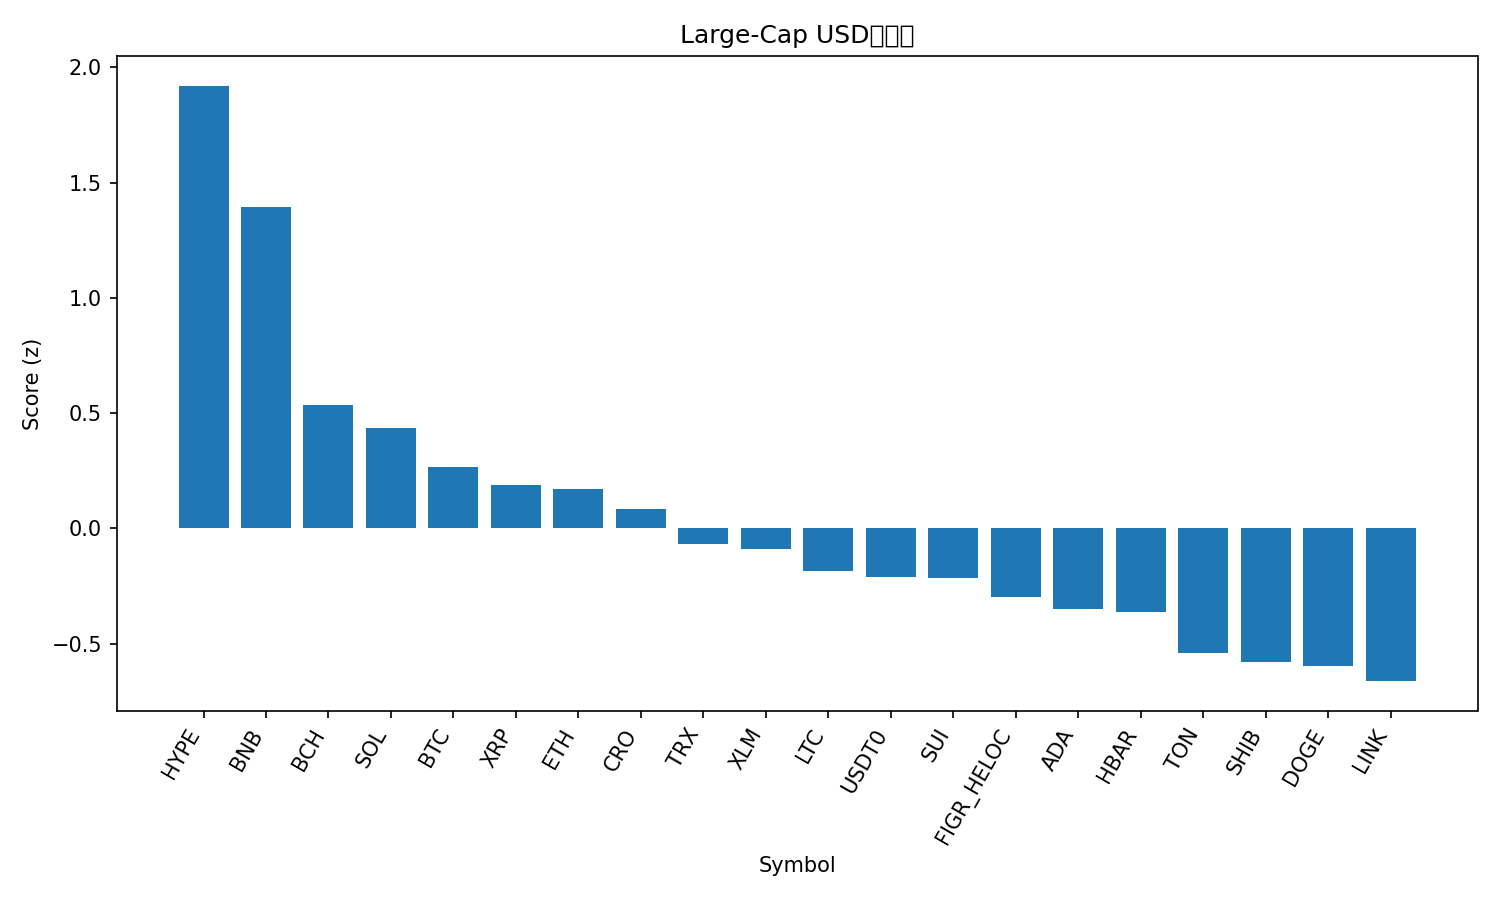 Large-Cap USD
Score (z)
2.0
1.5
1.0
0.5
0.0
−0.5
HYPE
BNB
BCH
SOL
BTC
XRP
ETH
CRO
TRX
XLM
LTC
USDT0
SUI
FIGR_HELOC
ADA
HBAR
TON
SHIB
DOGE
LINK
Symbol